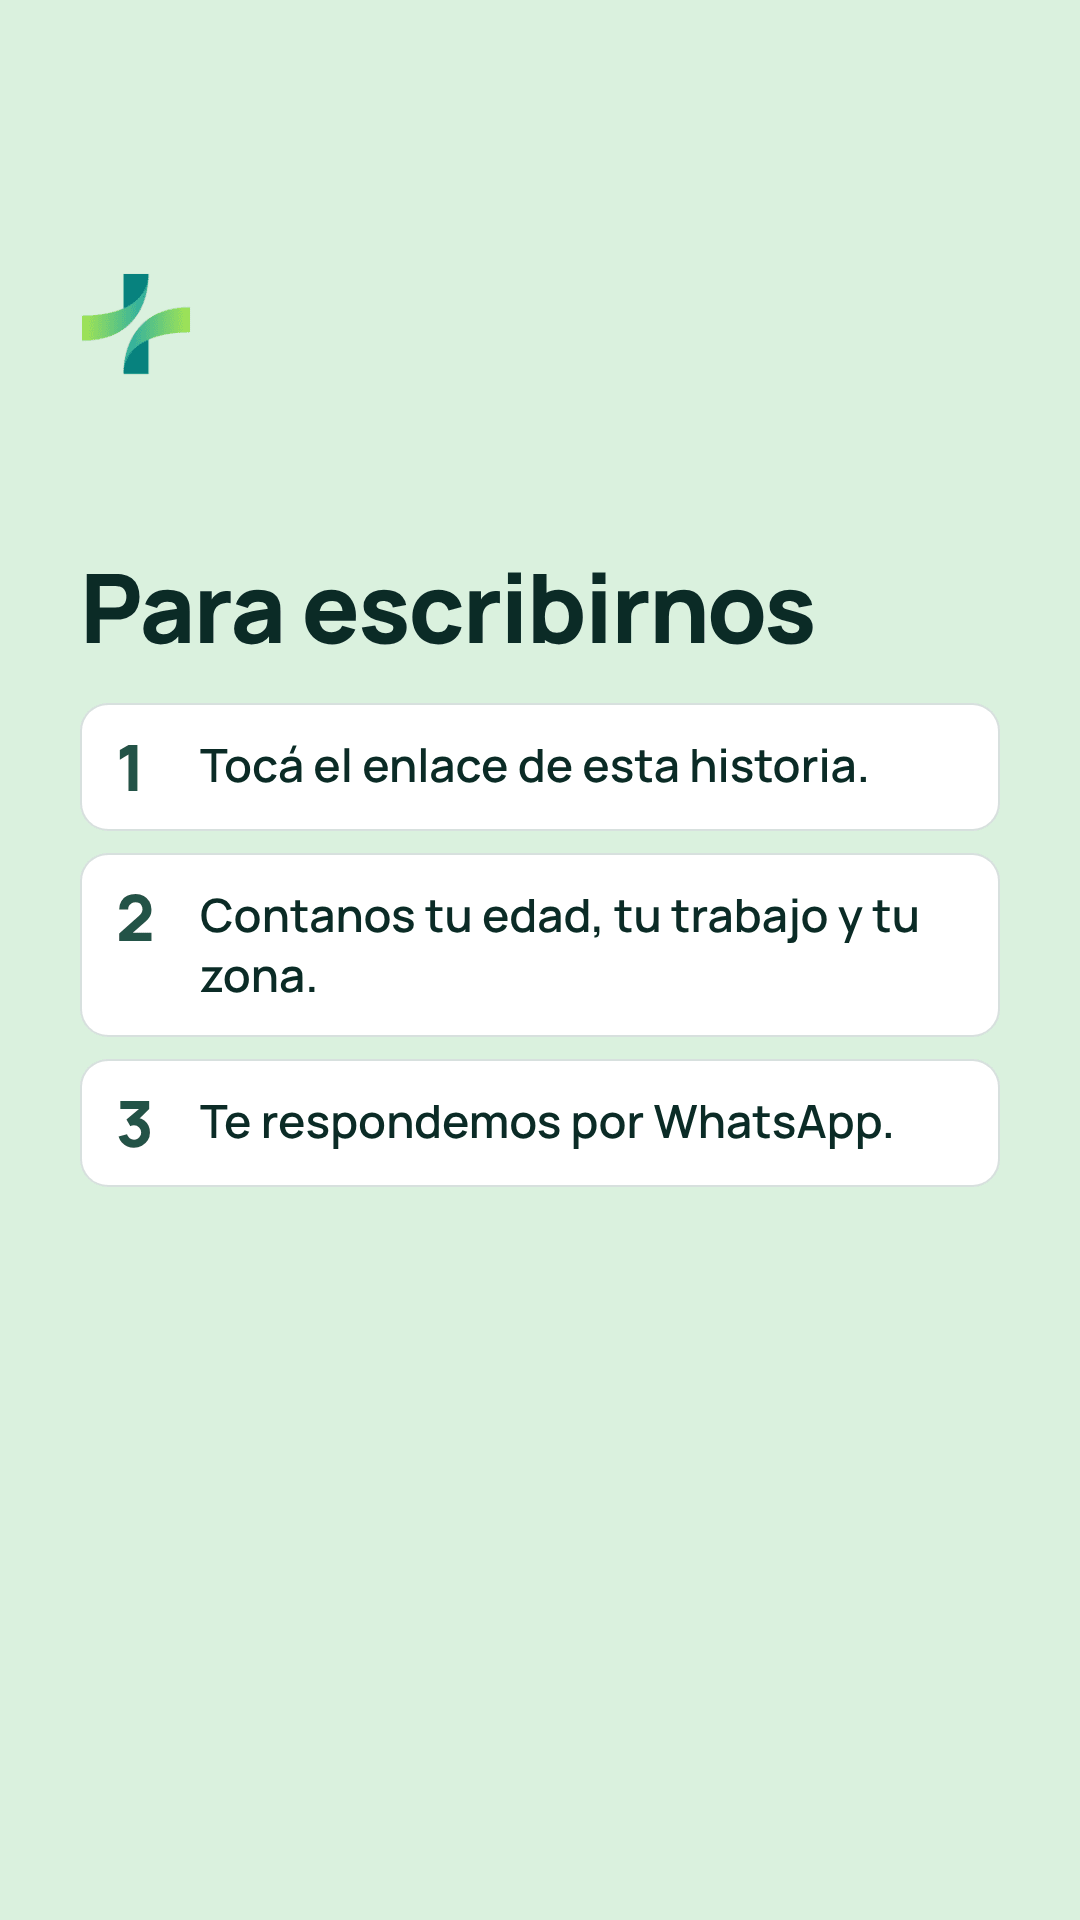 Para escribirnos
1 Tocá el enlace de esta historia.
2 Contanos tu edad, tu trabajo y tu
zona.
3 Te respondemos por WhatsApp.